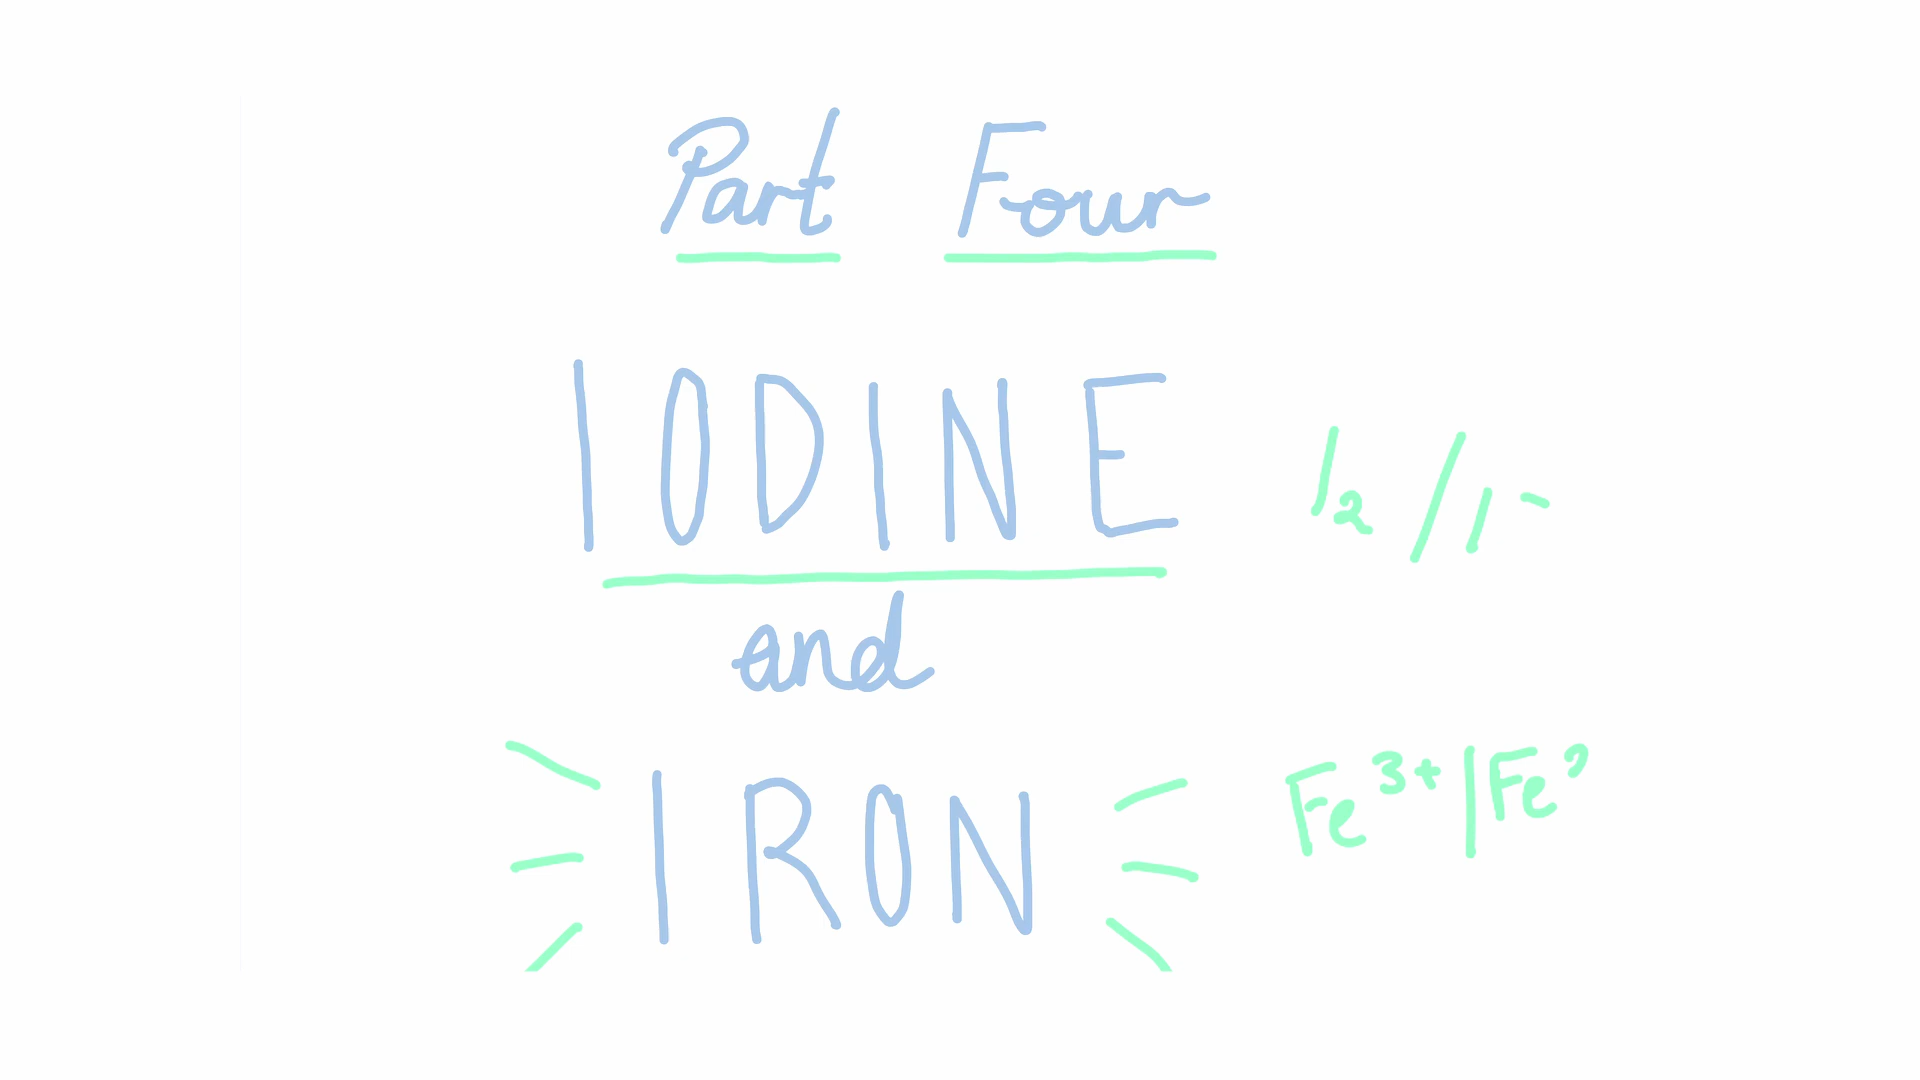 Part Four
IODINE
I₂/I⁻
and
IRON
Fe³⁺|Fe²